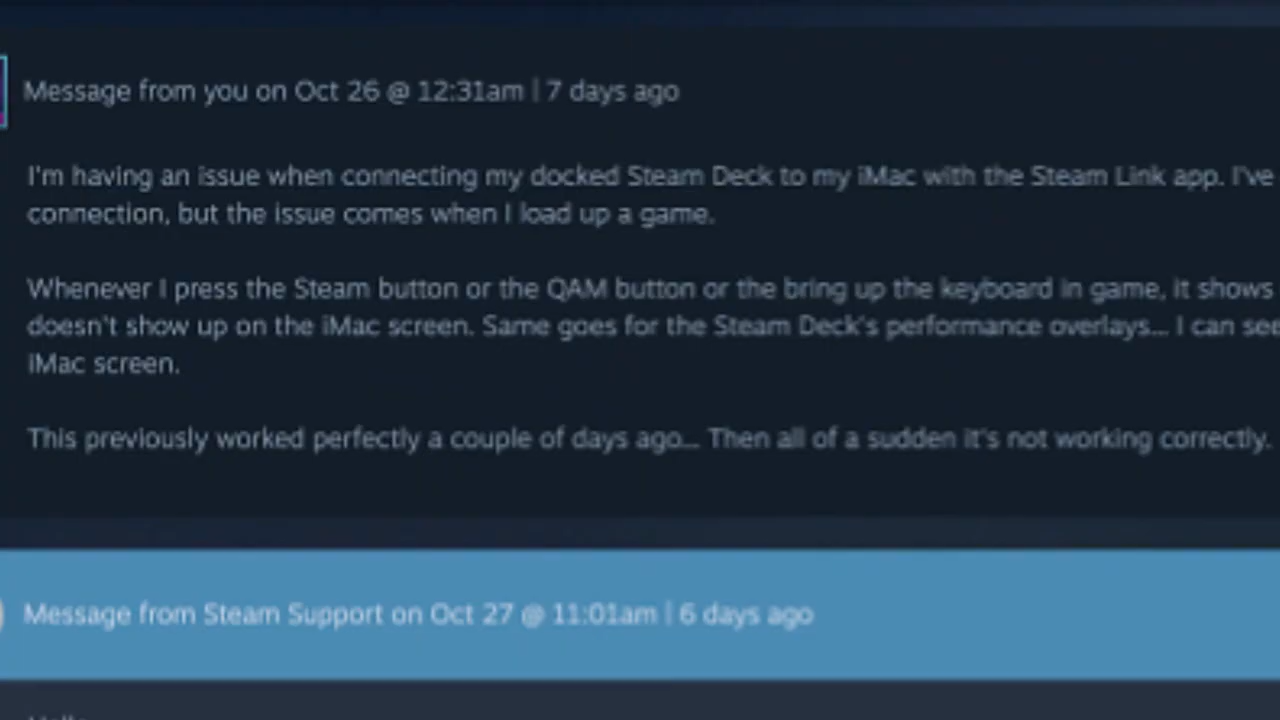 Message from you on Oct 26 @ 12:31am | 7 days ago
I'm having an issue when connecting my docked Steam Deck to my iMac with the Steam Link app. I've
connection, but the issue comes when I load up a game.
Whenever I press the Steam button or the QAM button or the bring up the keyboard in game, it shows
doesn't show up on the iMac screen. Same goes for the Steam Deck's performance overlays... I can see
iMac screen.
This previously worked perfectly a couple of days ago... Then all of a sudden it's not working correctly.
Message from Steam Support on Oct 27 @ 11:01am | 6 days ago